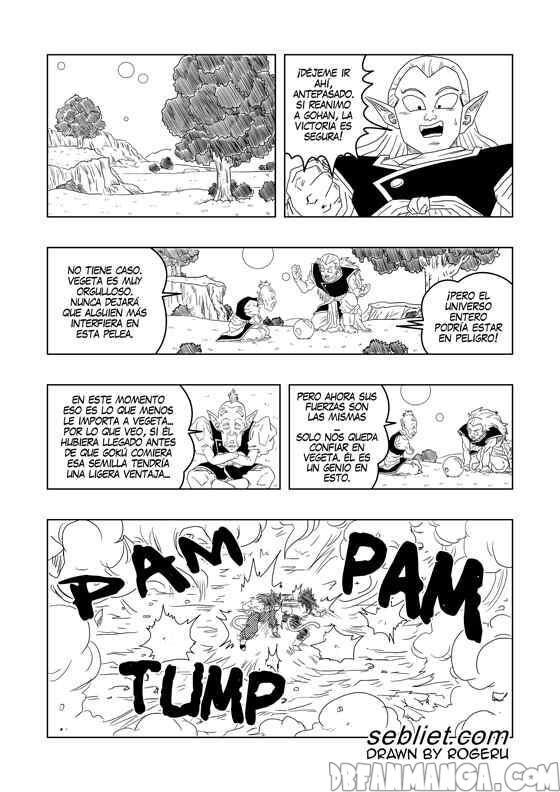 ¡DÉJEME IR
AHÍ,
ANTEPASADO.
SI REANIMO
A GOHAN, LA
VICTORIA ES
SEGURA!
NO TIENE CASO.
VEGETA ES MUY
ORGULLOSO.
NUNCA DEJARÁ
QUE ALGUIEN MÁS
INTERFIERA EN
ESTA PELEA.
¡PERO EL
UNIVERSO
ENTERO
PODRÍA ESTAR
EN PELIGRO!
EN ESTE MOMENTO
ESO ES LO QUE MENOS
LE IMPORTA A VEGETA...
POR LO QUE VEO, SI ÉL
HUBIERA LLEGADO ANTES
DE QUE GOKÚ COMIERA
ESA SEMILLA TENDRÍA
UNA LIGERA VENTAJA...
PERO AHORA SUS
FUERZAS SON
LAS MISMAS
...
SOLO NOS QUEDA
CONFIAR EN
VEGETA. ÉL ES
UN GENIO EN
ESTO.
PAM
PAM
TUMP
sebliet.com
DRAWN BY ROGERU
DBFANMANGA.COM